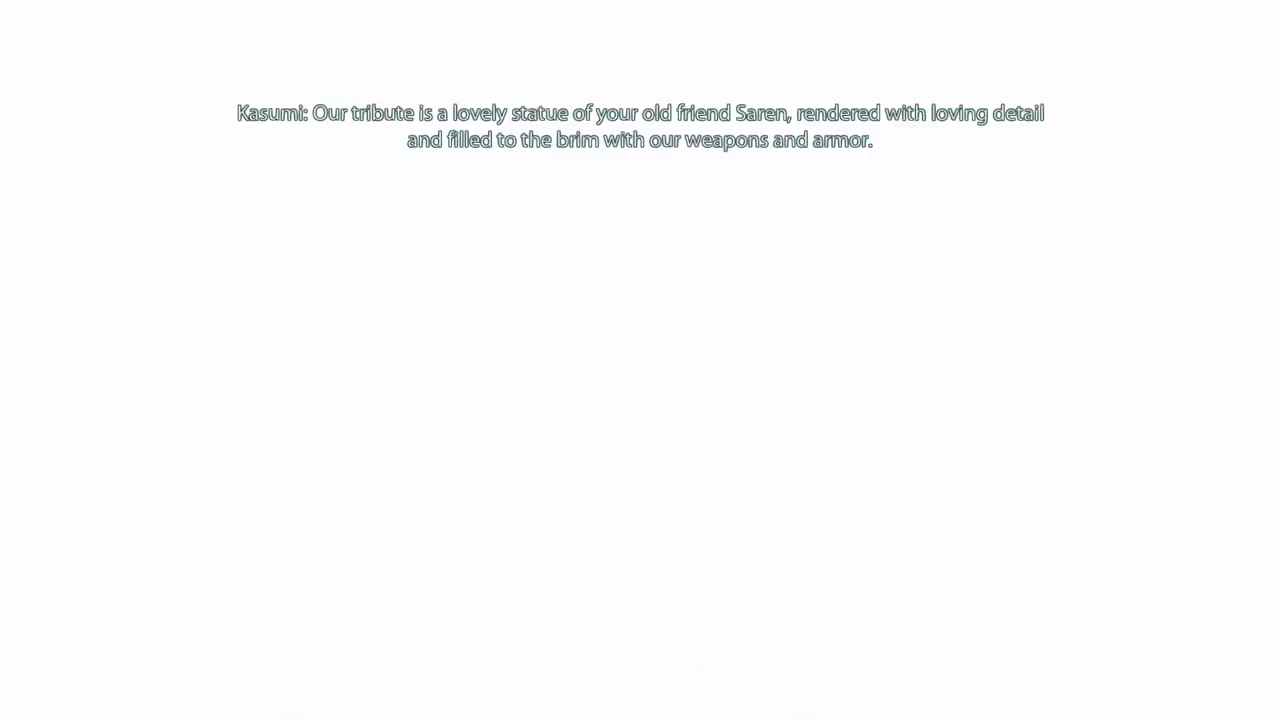 Kasumi: Our tribute is a lovely statue of your old friend Saren, rendered with loving detail
and filled to the brim with our weapons and armor.